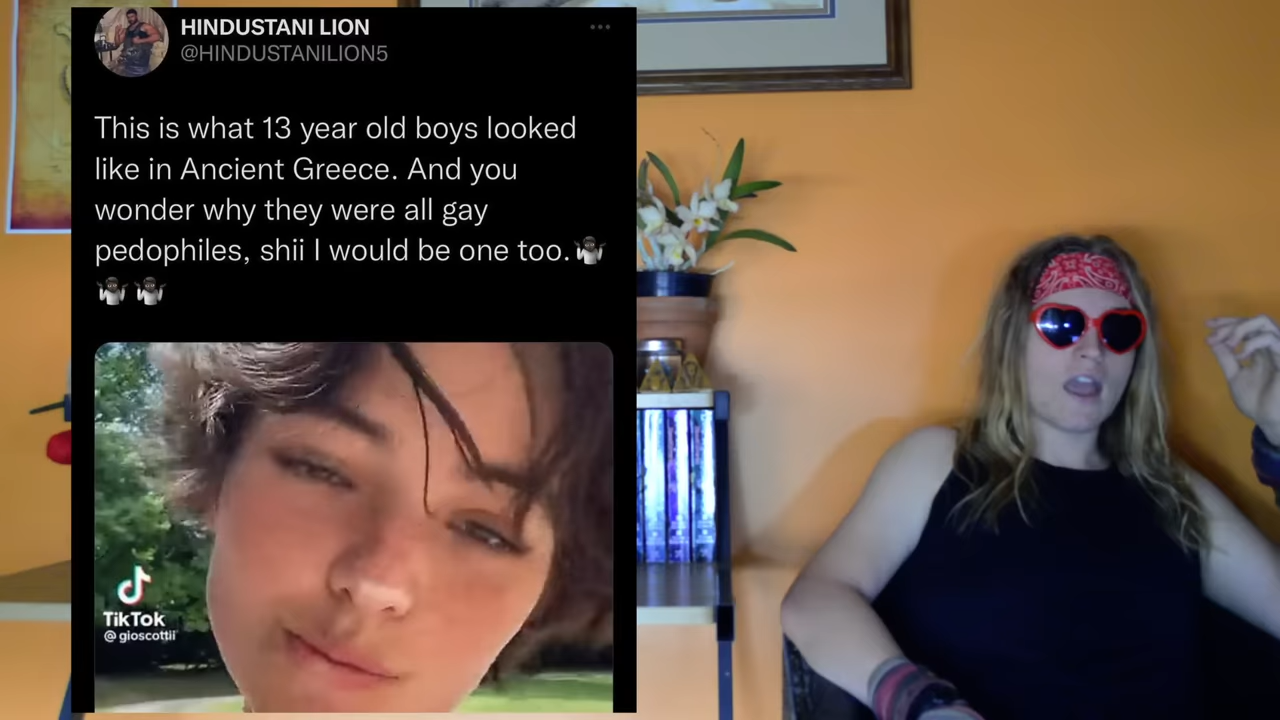 HINDUSTANI LION
@HINDUSTANILION5
This is what 13 year old boys looked
like in Ancient Greece. And you
wonder why they were all gay
pedophiles, shii I would be one too.🤷🏿
🤷🏿🤷🏿
TikTok
@gioscottii